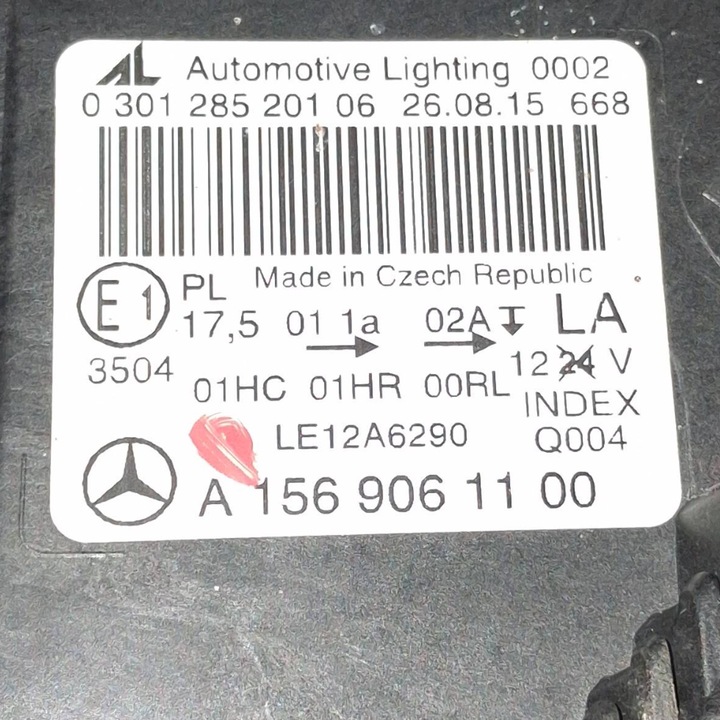 AL Automotive Lighting 0002
0 301 285 201 06 26.08.15 668
Made in Czech Republic
E1 PL 17,5 01 1a 02A LA
3504 12 24 V
01HC 01HR 00RL INDEX
LE12A6290 Q004
A 156 906 11 00